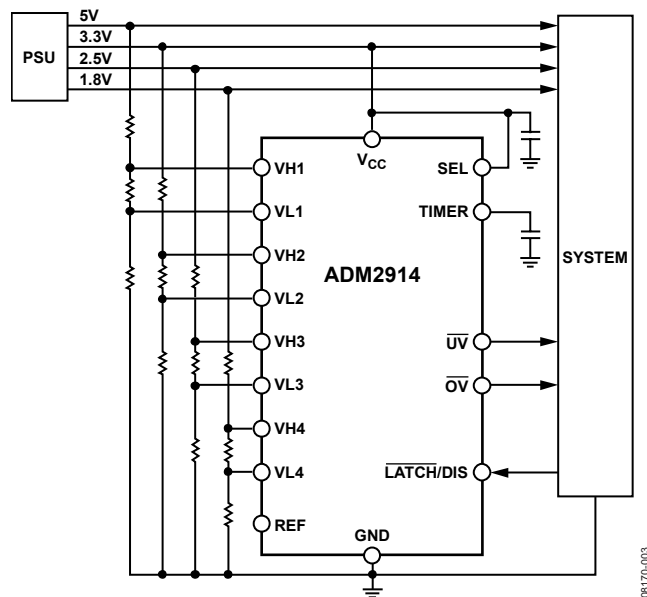 5V
3.3V
PSU
2.5V
1.8V
VCC
VH1
SEL
VL1
TIMER
VH2
SYSTEM
ADM2914
VL2
VH3
UV
VL3
OV
VH4
VL4
LATCH/DIS
REF
GND
08170-003